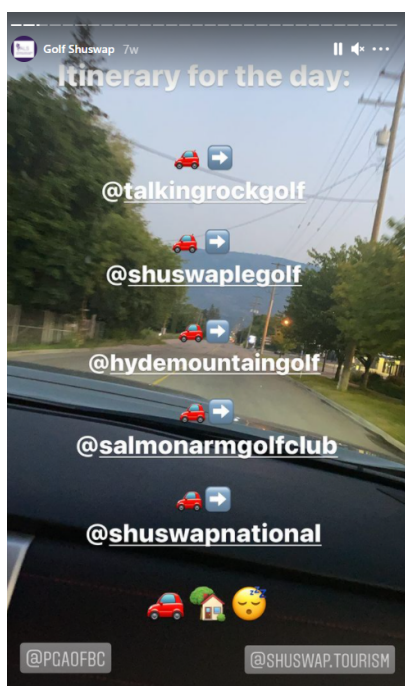 Golf Shuswap 7w
Itinerary for the day:
🚗➡️
@talkingrockgolf
🚗➡️
@shuswaplegolf
🚗➡️
@hydemountaingolf
🚗➡️
@salmonarmgolfclub
🚗➡️
@shuswapnational
🚗🏡😴
@PGAOFBC
@SHUSWAP.TOURISM